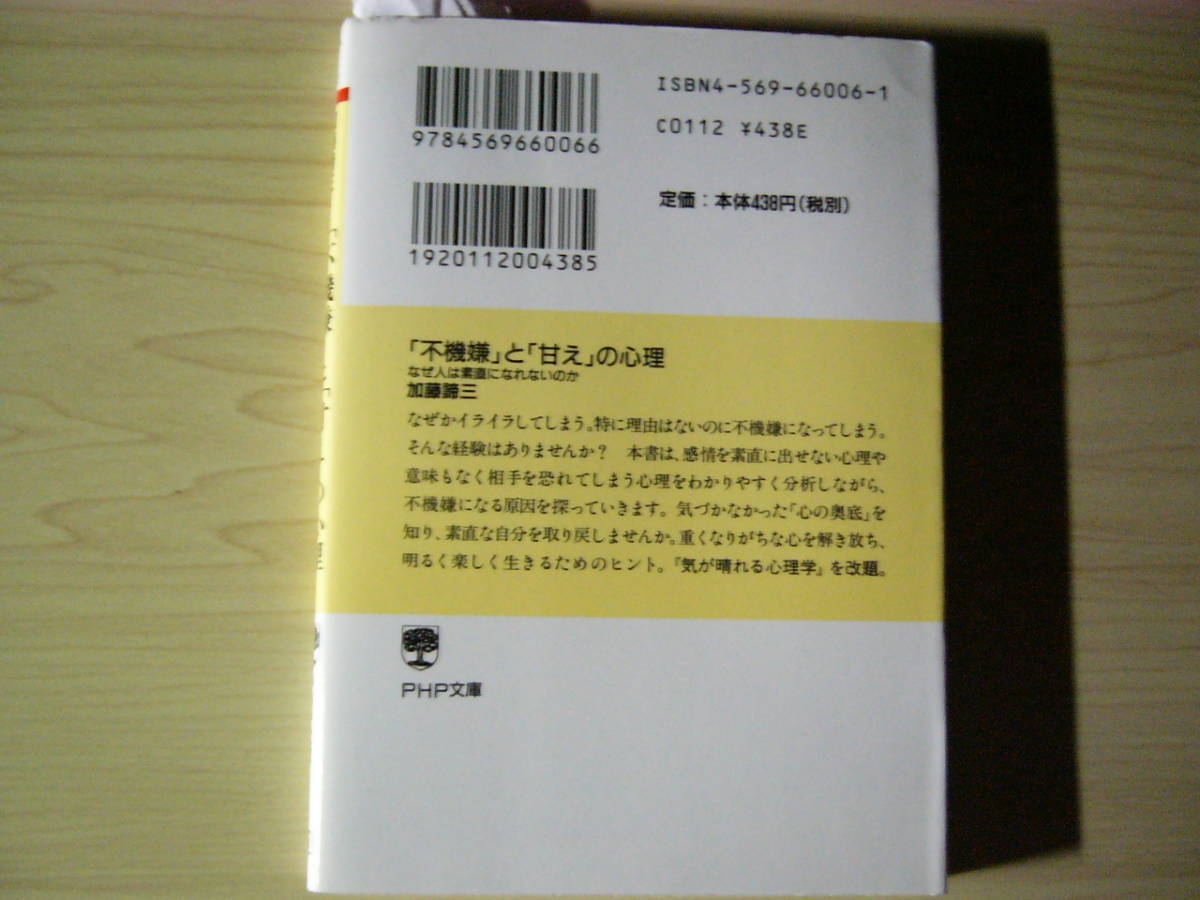 ISBN4-569-66006-1
9784569660066
C0112 ¥438E
定価：本体438円(税別)
1920112004385
「不機嫌」と「甘え」の心理
なぜ人は素直になれないのか
加藤諦三
なぜかイライラしてしまう。特に理由はないのに不機嫌になってしまう。
そんな経験はありませんか？　本書は、感情を素直に出せない心理や
意味もなく相手を恐れてしまう心理をわかりやすく分析しながら、
不機嫌になる原因を探っていきます。気づかなかった「心の奥底」を
知り、素直な自分を取り戻しませんか。重くなりがちな心を解き放ち、
明るく楽しく生きるためのヒント。『気が晴れる心理学』を改題。
PHP文庫